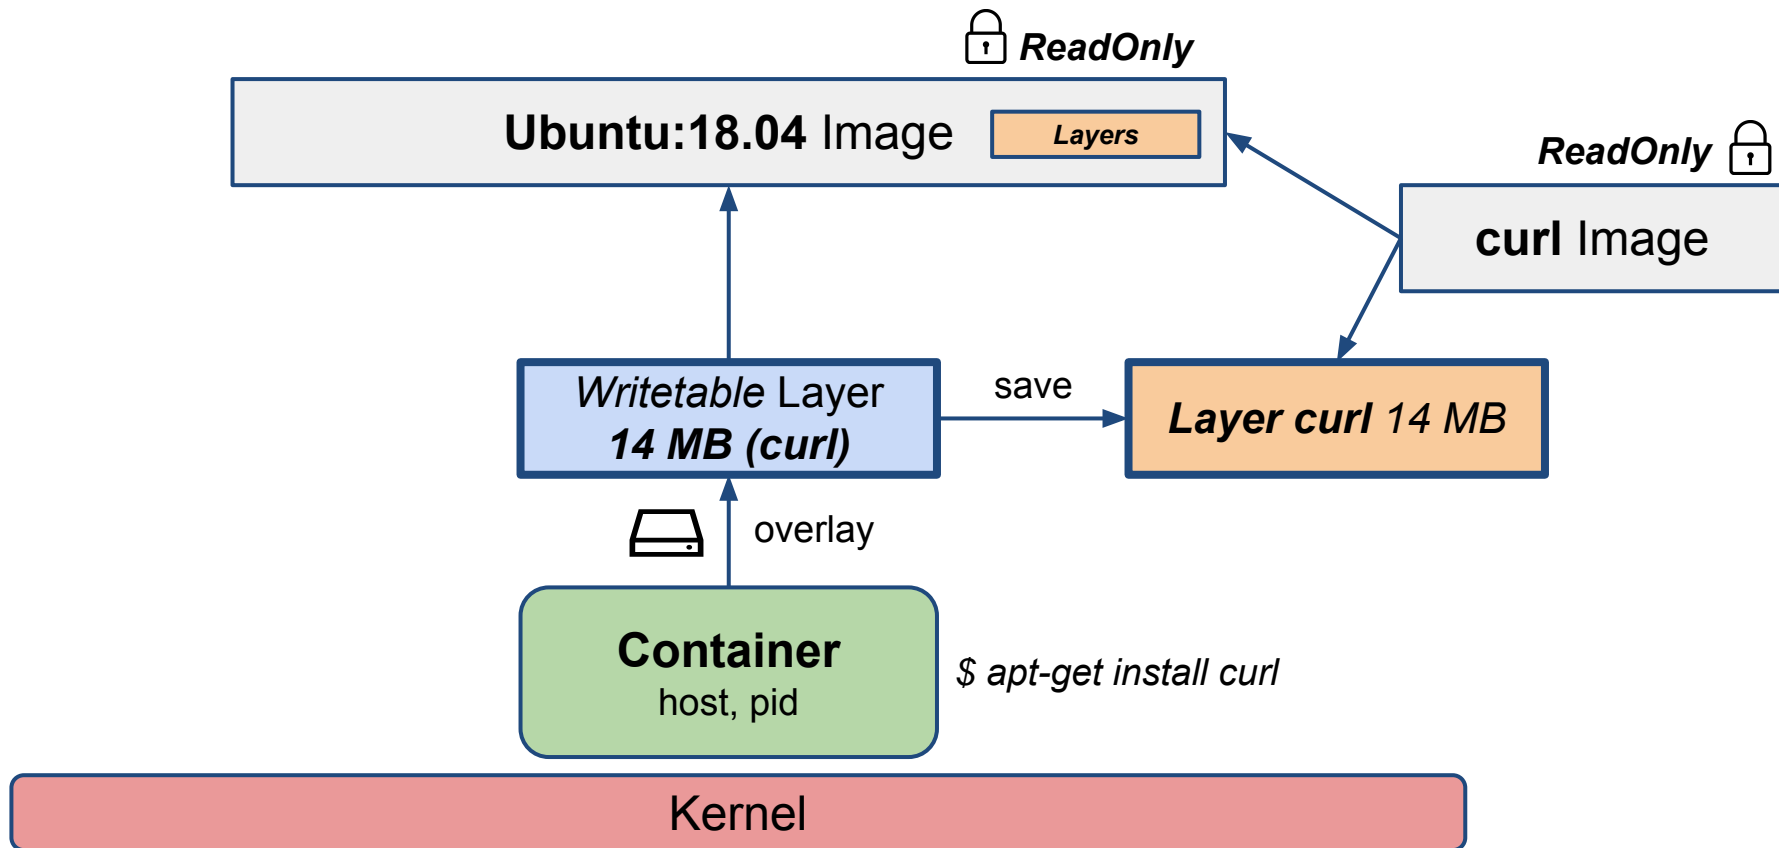 ReadOnly
Ubuntu:18.04 Image
Layers
ReadOnly
curl Image
Writetable Layer
14 MB (curl)
save
Layer curl 14 MB
overlay
Container
host, pid
$ apt-get install curl
Kernel